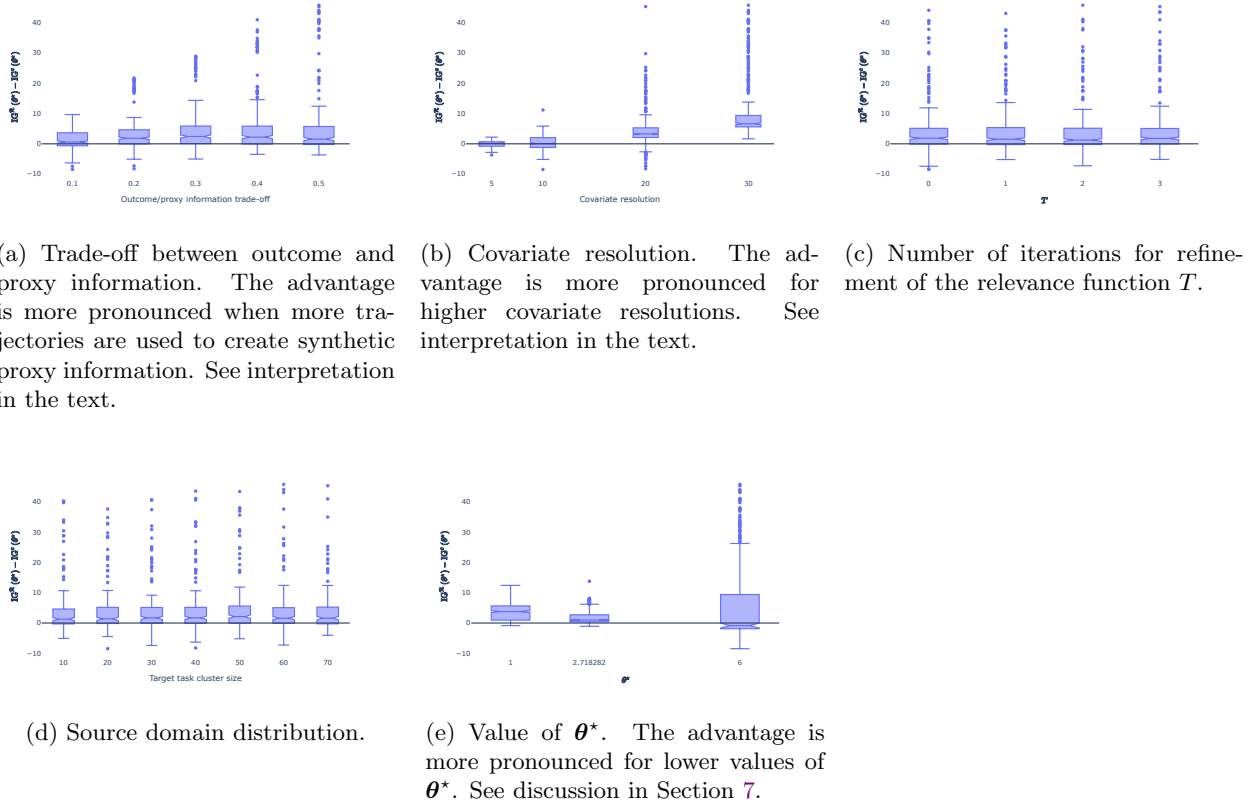 40
30
20
10
0
−10
IG^ℛ(θ*) − IG^ℰ(θ*)
0.1
0.2
0.3
0.4
0.5
Outcome/proxy information trade-off
(a) Trade-off between outcome and
proxy information. The advantage
is more pronounced when more tra-
jectories are used to create synthetic
proxy information. See interpretation
in the text.
40
30
20
10
0
−10
5
10
20
30
Covariate resolution
(b) Covariate resolution. The ad-
vantage is more pronounced for
higher covariate resolutions. See
interpretation in the text.
40
30
20
10
0
−10
0
1
2
3
T
(c) Number of iterations for refine-
ment of the relevance function T.
40
30
20
10
0
−10
10
20
30
40
50
60
70
Target task cluster size
(d) Source domain distribution.
40
30
20
10
0
−10
1
2.718282
6
θ*
(e) Value of θ⋆. The advantage is
more pronounced for lower values of
θ⋆. See discussion in Section 7.